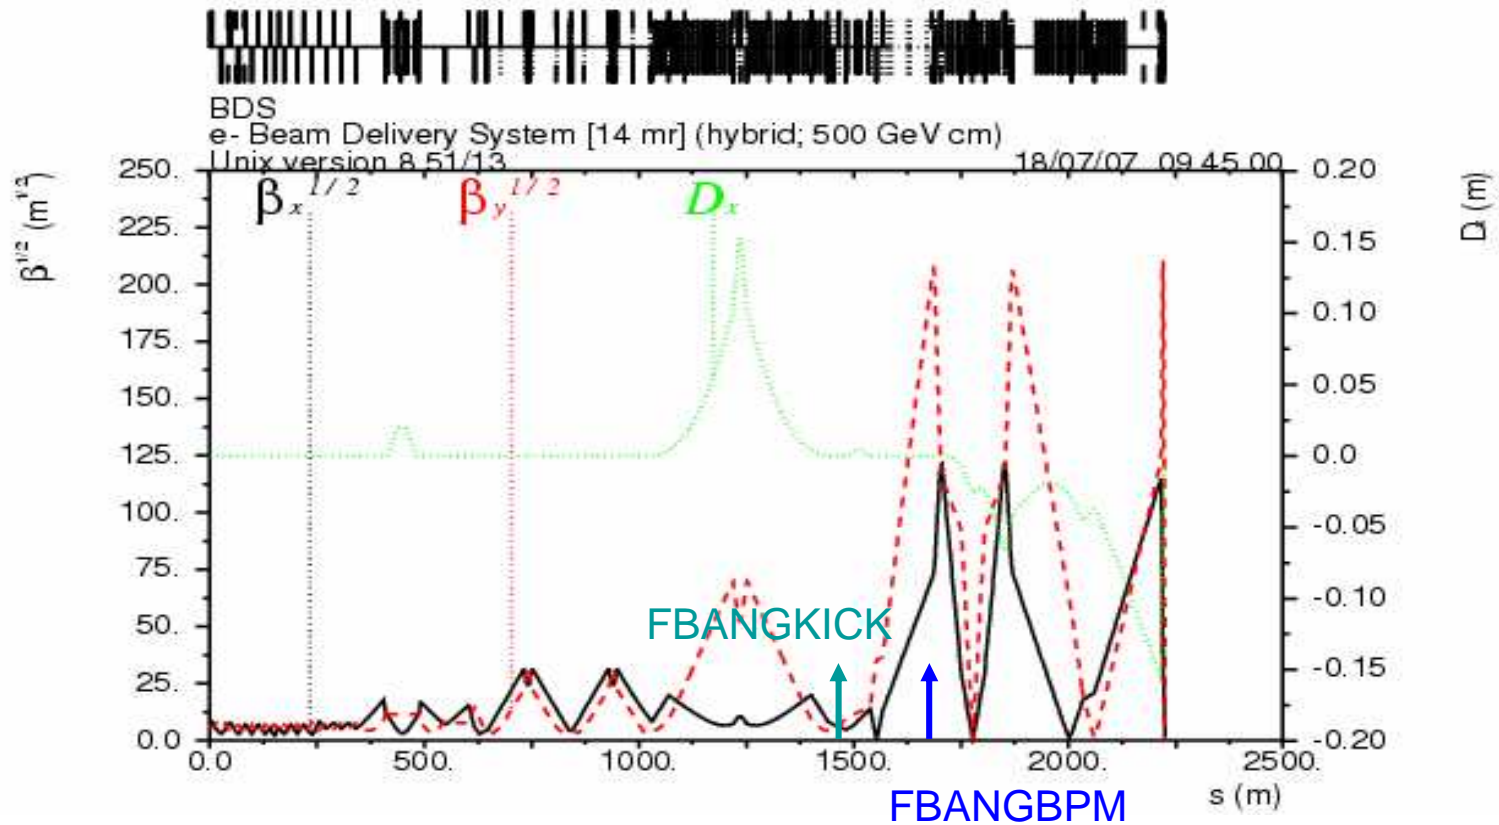 BDS
e- Beam Delivery System [14 mr] (hybrid; 500 GeV cm)
Unix version 8.51/13 18/07/07 09.45.00
β x 1/2 β y 1/2 D x
β 1/2 (m 1/2)
D (m)
250.
225.
200.
175.
150.
125.
100.
75.
50.
25.
0.0
0.20
0.15
0.10
0.05
0.0
-0.05
-0.10
-0.15
-0.20
FBANGKICK
0.0 500. 1000. 1500. 2000. 2500.
s (m)
FBANGBPM